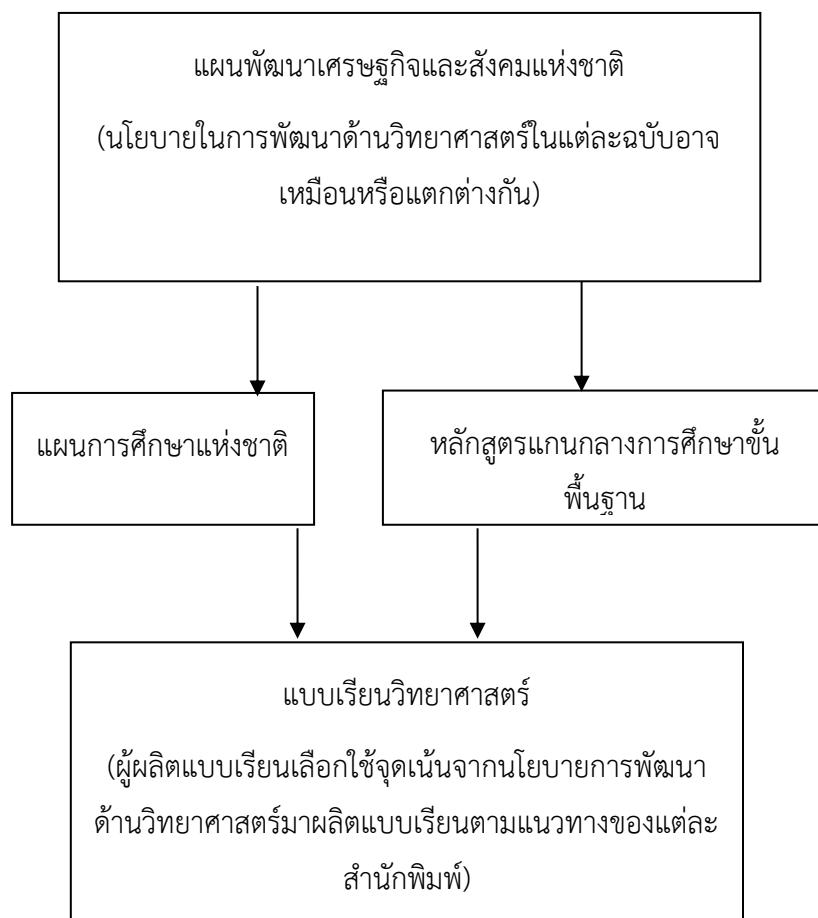 แผนพัฒนาเศรษฐกิจและสังคมแห่งชาติ
(นโยบายในการพัฒนาด้านวิทยาศาสตร์ในแต่ละฉบับอาจ
เหมือนหรือแตกต่างกัน)
แผนการศึกษาแห่งชาติ
หลักสูตรแกนกลางการศึกษาขั้น
พื้นฐาน
แบบเรียนวิทยาศาสตร์
(ผู้ผลิตแบบเรียนเลือกใช้จุดเน้นจากนโยบายการพัฒนา
ด้านวิทยาศาสตร์มาผลิตแบบเรียนตามแนวทางของแต่ละ
สำนักพิมพ์)